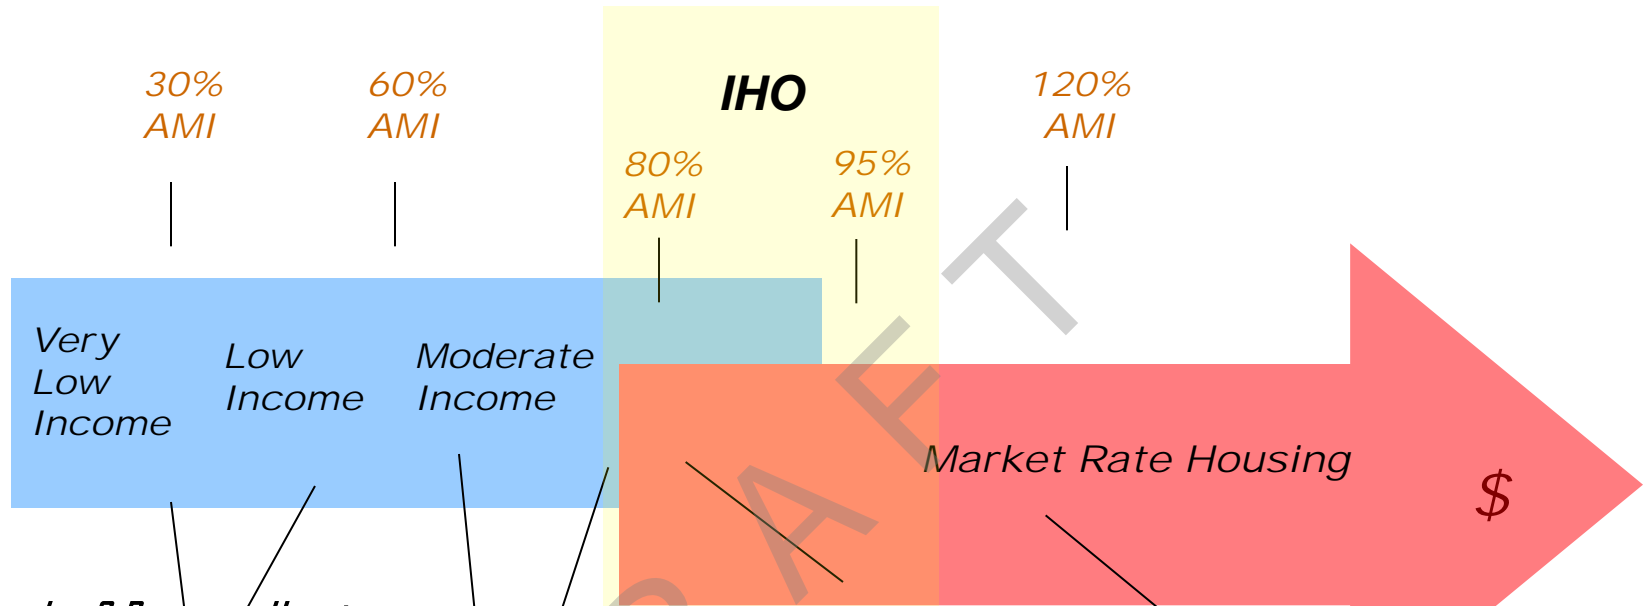 IHO
30%
AMI
60%
AMI
80%
AMI
95%
AMI
120%
AMI
Very
Low
Income
Low
Income
Moderate
Income
Market Rate Housing
$